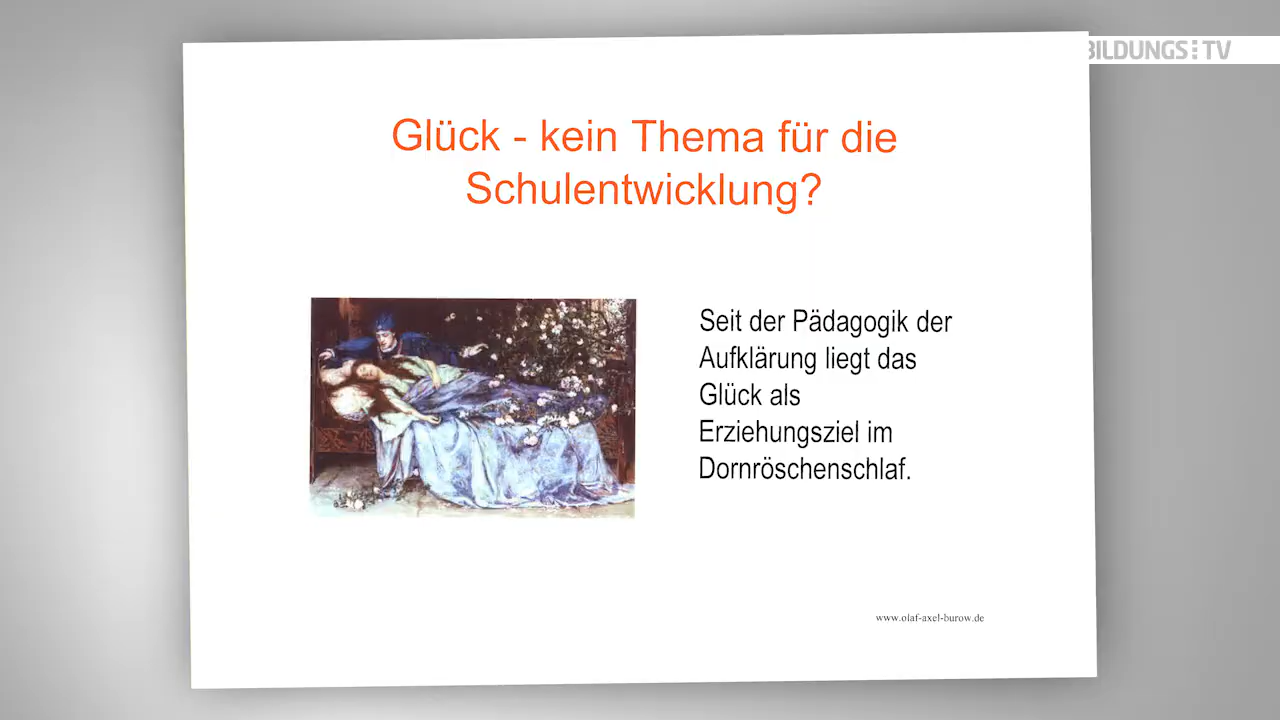 BILDUNGS:TV
Glück - kein Thema für die
Schulentwicklung?
Seit der Pädagogik der
Aufklärung liegt das
Glück als
Erziehungsziel im
Dornröschenschlaf.
www.olaf-axel-burow.de